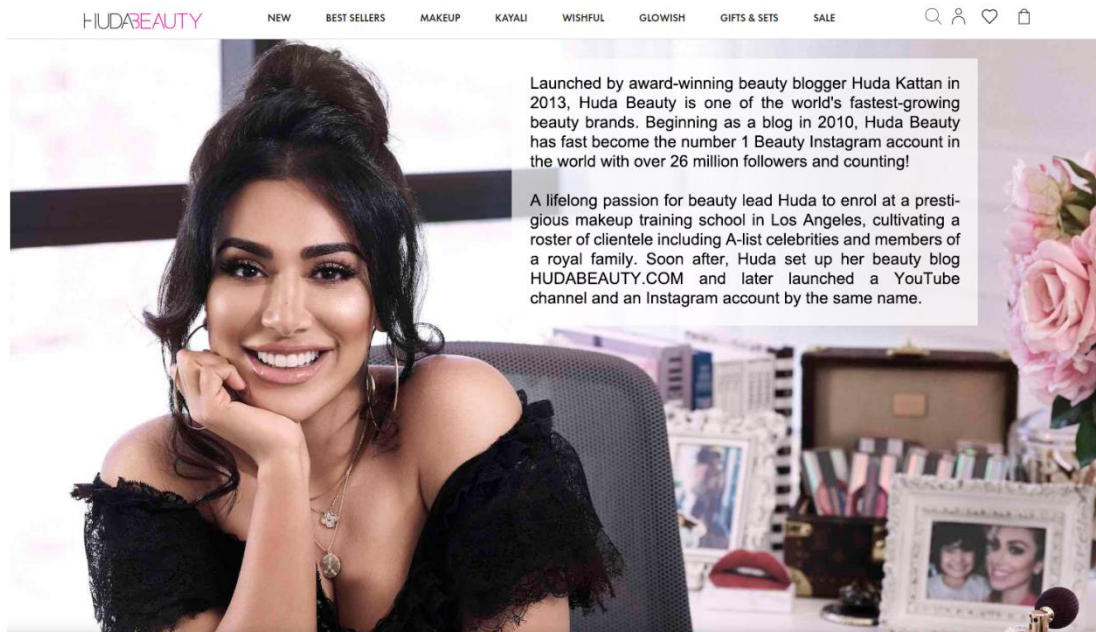 HUDABEAUTY
NEW BEST SELLERS MAKEUP KAYALI WISHFUL GLOWISH GIFTS & SETS SALE
Launched by award-winning beauty blogger Huda Kattan in
2013, Huda Beauty is one of the world's fastest-growing
beauty brands. Beginning as a blog in 2010, Huda Beauty
has fast become the number 1 Beauty Instagram account in
the world with over 26 million followers and counting!
A lifelong passion for beauty lead Huda to enrol at a presti-
gious makeup training school in Los Angeles, cultivating a
roster of clientele including A-list celebrities and members of
a royal family. Soon after, Huda set up her beauty blog
HUDABEAUTY.COM and later launched a YouTube
channel and an Instagram account by the same name.